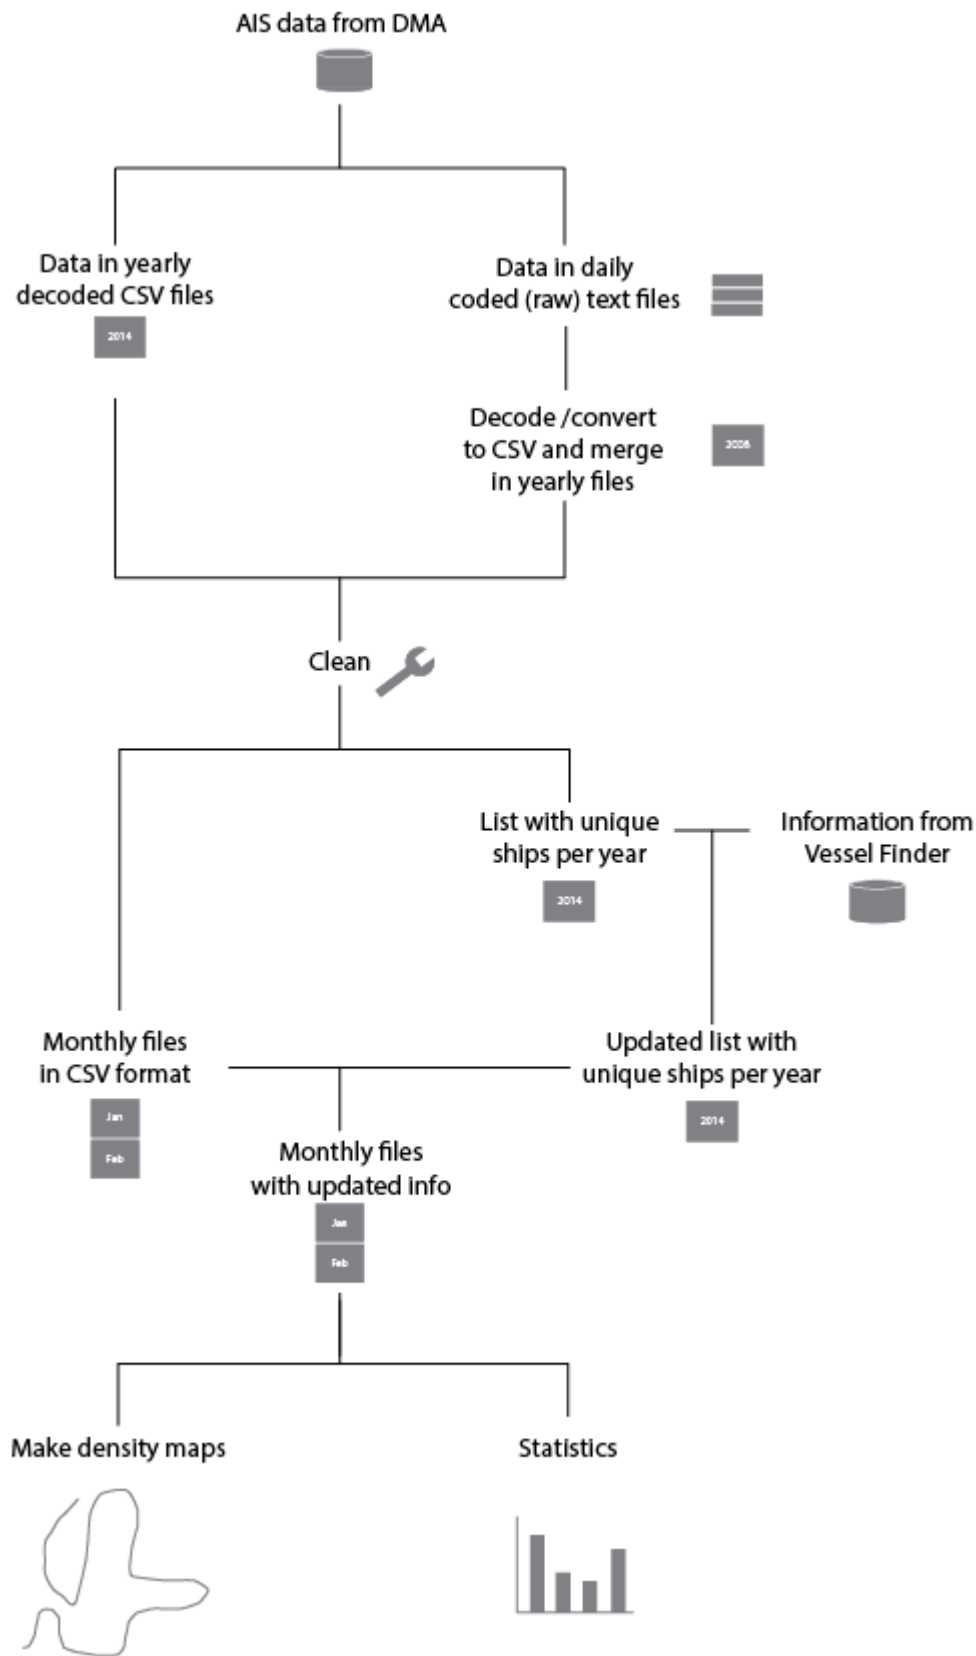 AIS data from DMA
Data in yearly
decoded CSV files
2014
Data in daily
coded (raw) text files
Decode /convert
to CSV and merge
in yearly files
Clean
List with unique
ships per year
2014
Information from
Vessel Finder
Monthly files
in CSV format
Jan
Feb
Updated list with
unique ships per year
2014
Monthly files
with updated info
Jan
Feb
Make density maps
Statistics